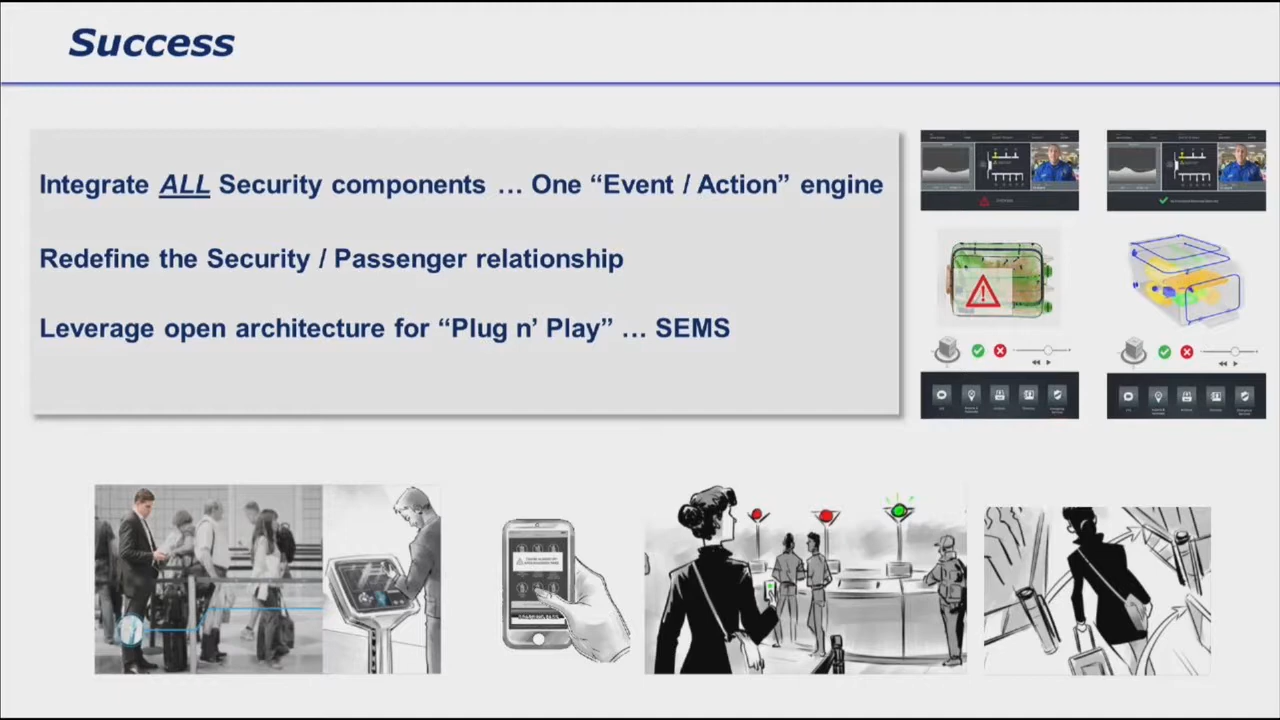 Success
Integrate ALL Security components … One “Event / Action” engine
Redefine the Security / Passenger relationship
Leverage open architecture for “Plug n’ Play” … SEMS